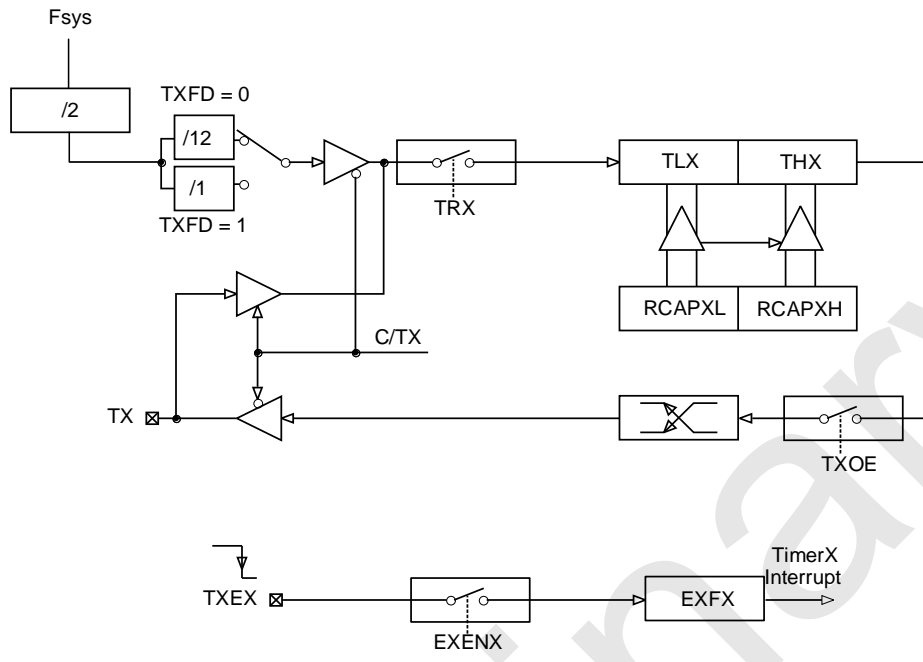 Fsys
/2
TXFD = 0
/12
/1
TXFD = 1
TRX
TLX
THX
RCAPXL
RCAPXH
C/TX
TX
TXOE
TXEX
EXENX
EXFX
TimerX
Interrupt